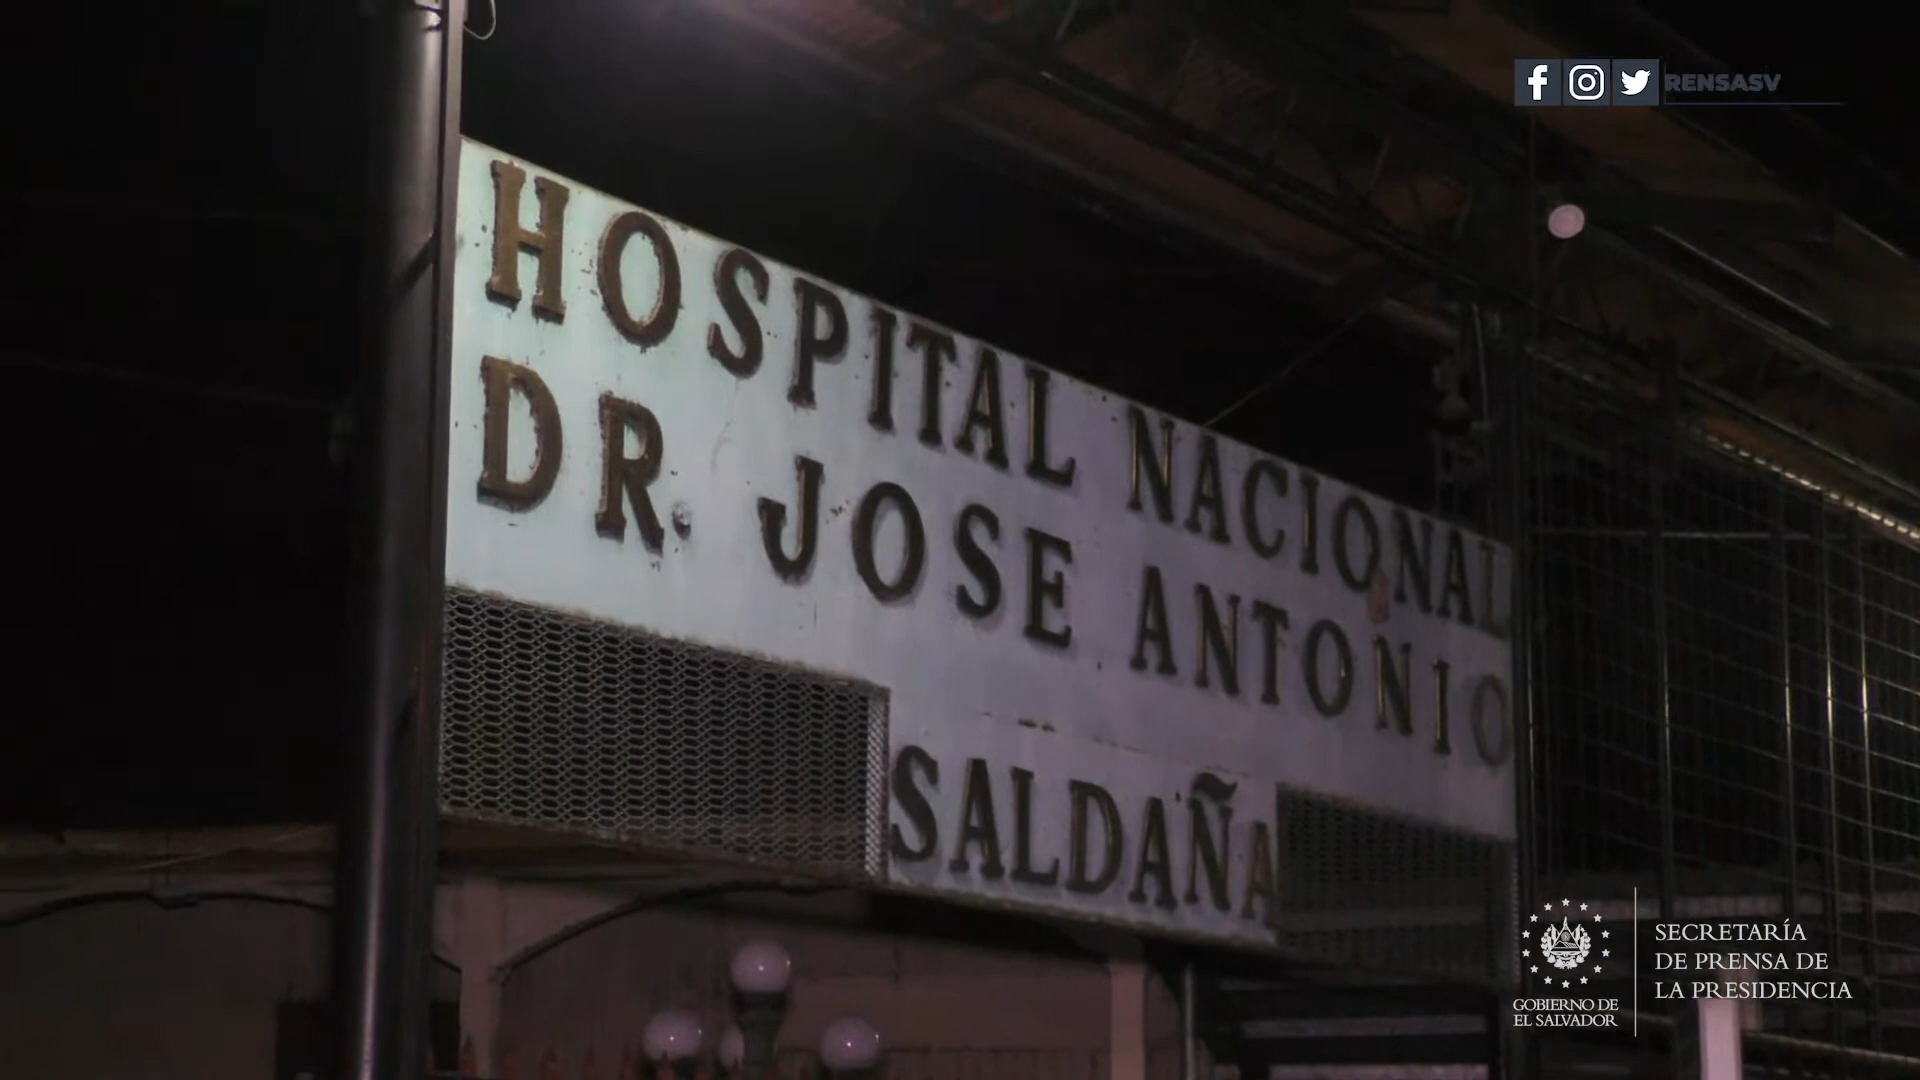 RENSASV
HOSPITAL NACIONAL
DR. JOSE ANTONIO
SALDAÑA
GOBIERNO DE
EL SALVADOR
SECRETARÍA
DE PRENSA DE
LA PRESIDENCIA